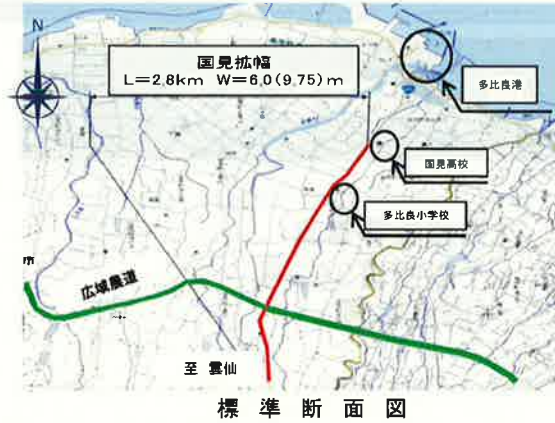 N
国見拡幅
L=2.8km W=6.0(9.75)m
多比良港
国見高校
多比良小学校
広域農道
至 雲仙
標準断面図